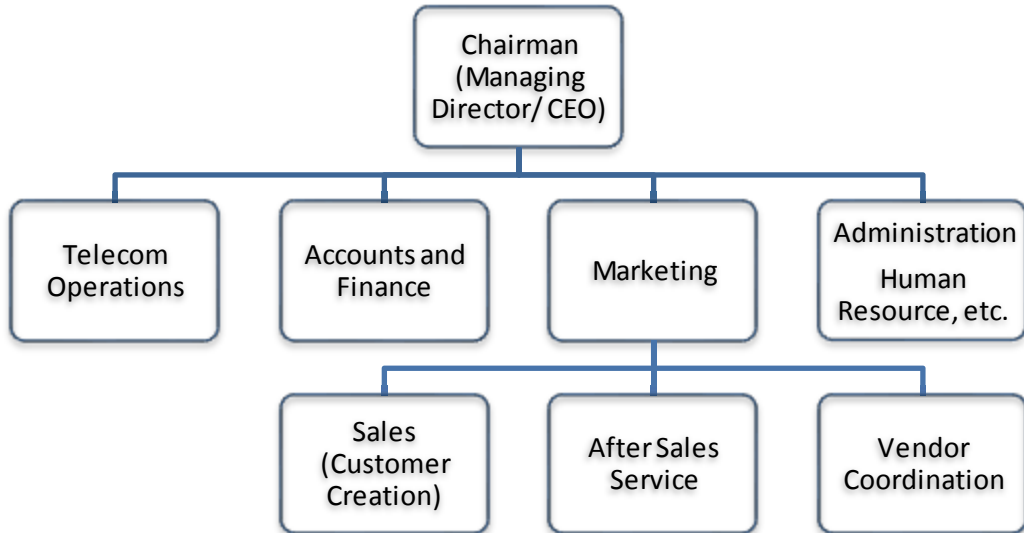 Chairman
(Managing
Director/ CEO)
Telecom
Operations
Accounts and
Finance
Marketing
Administration
Human
Resource, etc.
Sales
(Customer
Creation)
After Sales
Service
Vendor
Coordination